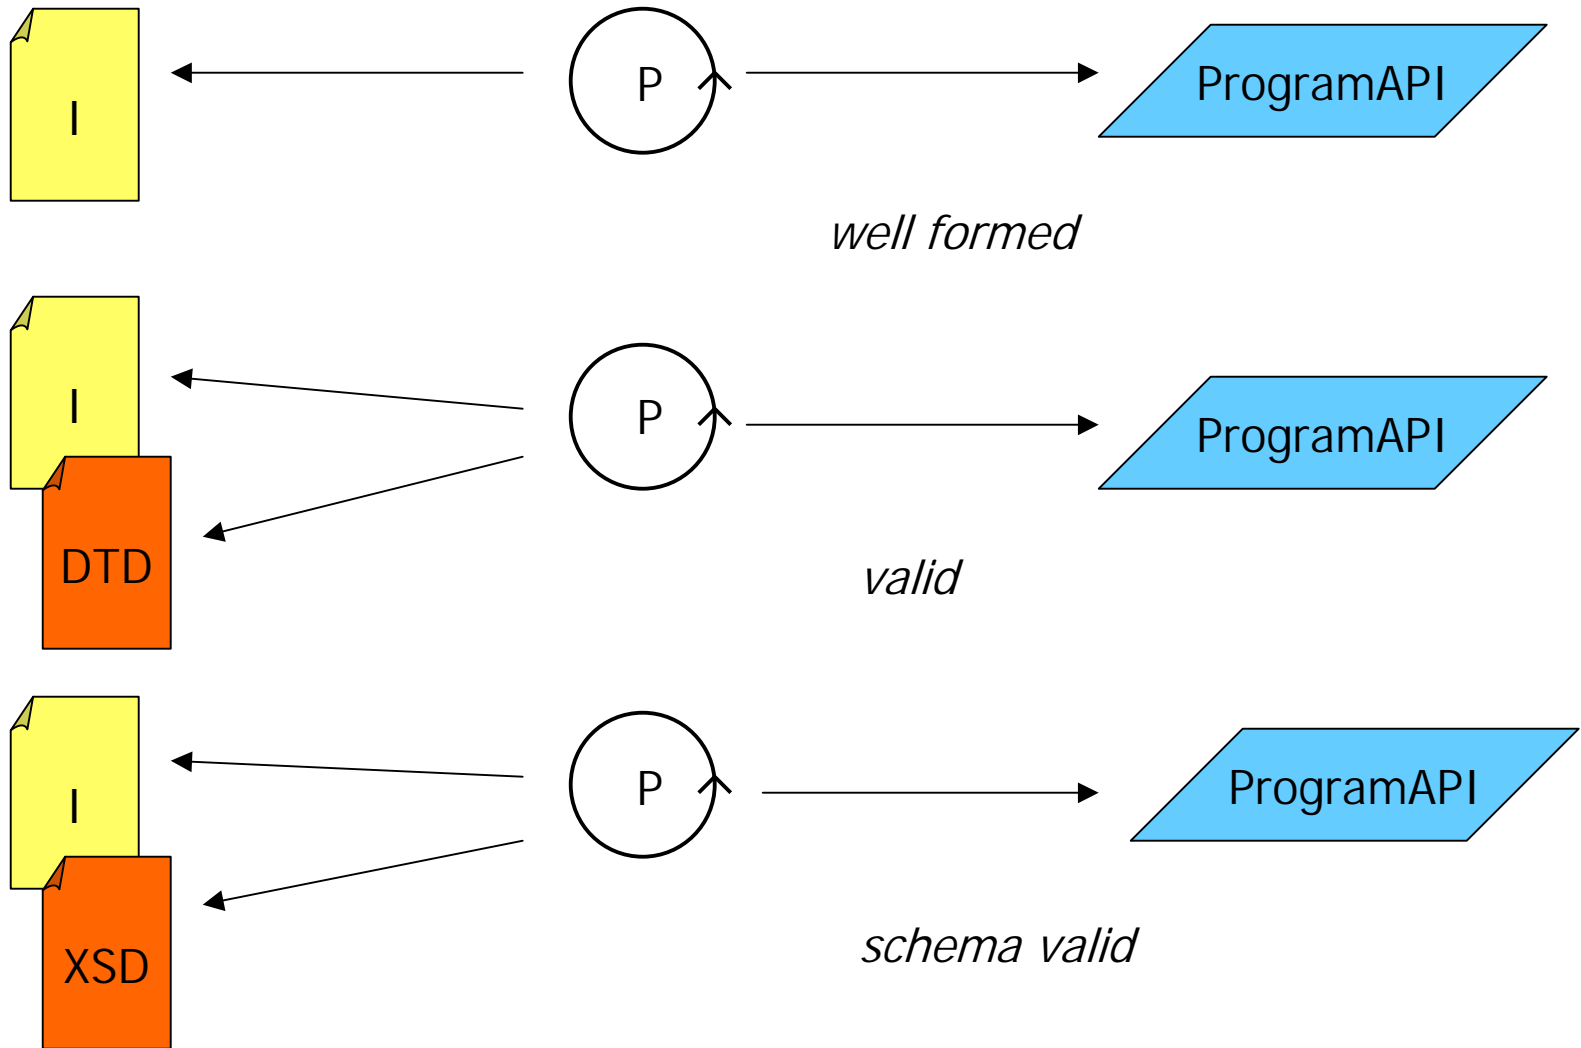 I
P
ProgramAPI
well formed
I
P
ProgramAPI
DTD
valid
I
P
ProgramAPI
XSD
schema valid